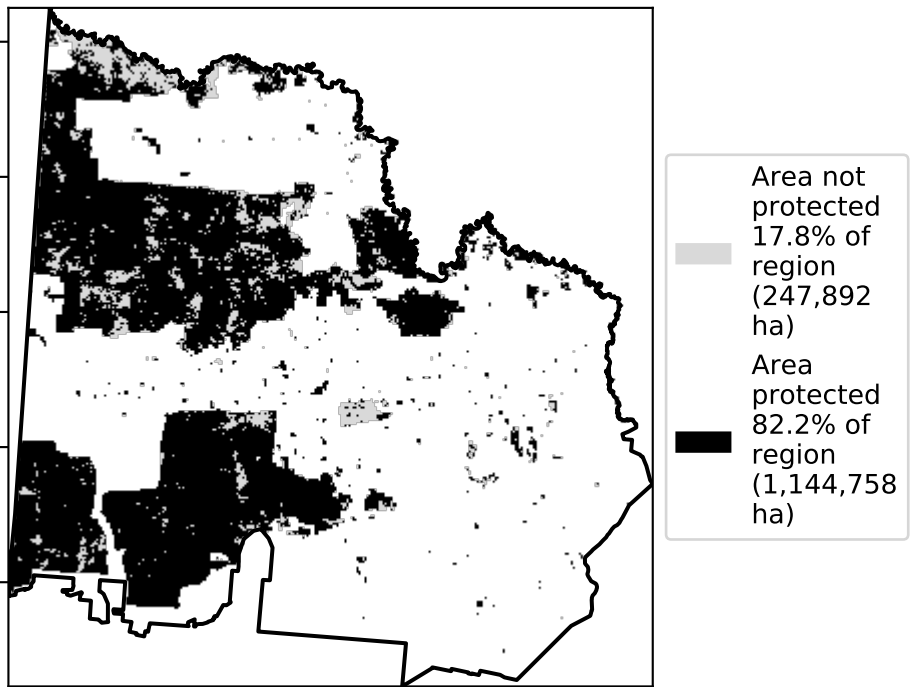 Area not
protected
17.8% of
region
(247,892
ha)
Area
protected
82.2% of
region
(1,144,758
ha)